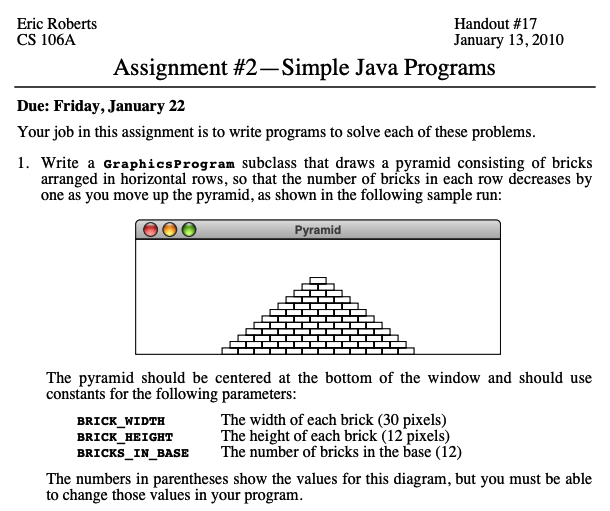 Eric Roberts
Handout #17
CS 106A
January 13, 2010
Assignment #2—Simple Java Programs
Due: Friday, January 22
Your job in this assignment is to write programs to solve each of these problems.
1. Write a GraphicsProgram subclass that draws a pyramid consisting of bricks
arranged in horizontal rows, so that the number of bricks in each row decreases by
one as you move up the pyramid, as shown in the following sample run:
Pyramid
The pyramid should be centered at the bottom of the window and should use
constants for the following parameters:
BRICK_WIDTH The width of each brick (30 pixels)
BRICK_HEIGHT The height of each brick (12 pixels)
BRICKS_IN_BASE The number of bricks in the base (12)
The numbers in parentheses show the values for this diagram, but you must be able
to change those values in your program.